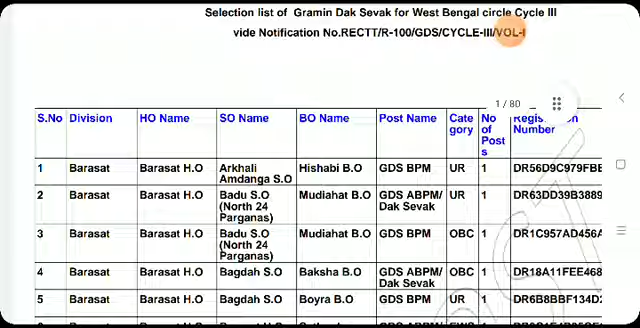 Selection list of Gramin Dak Sevak for West Bengal circle Cycle III
vide Notification No.RECTT/R-100/GDS/CYCLE-III/VOL-I
1 / 80
S.No Division HO Name SO Name BO Name Post Name Cate gory No of Post s Number
1 Barasat Barasat H.O Arkhali Amdanga S.O Hishabi B.O GDS BPM UR 1 DR56D9C979FBE
2 Barasat Barasat H.O Badu S.O (North 24 Parganas) Mudiahat B.O GDS ABPM/ Dak Sevak UR 1 DR63DD39B3889
3 Barasat Barasat H.O Badu S.O (North 24 Parganas) Mudiahat B.O GDS BPM OBC 1 DR1C957AD456A
4 Barasat Barasat H.O Bagdah S.O Baksha B.O GDS ABPM/ Dak Sevak OBC 1 DR18A11FEE468
5 Barasat Barasat H.O Bagdah S.O Boyra B.O GDS BPM UR 1 DR6B8BBF134D2